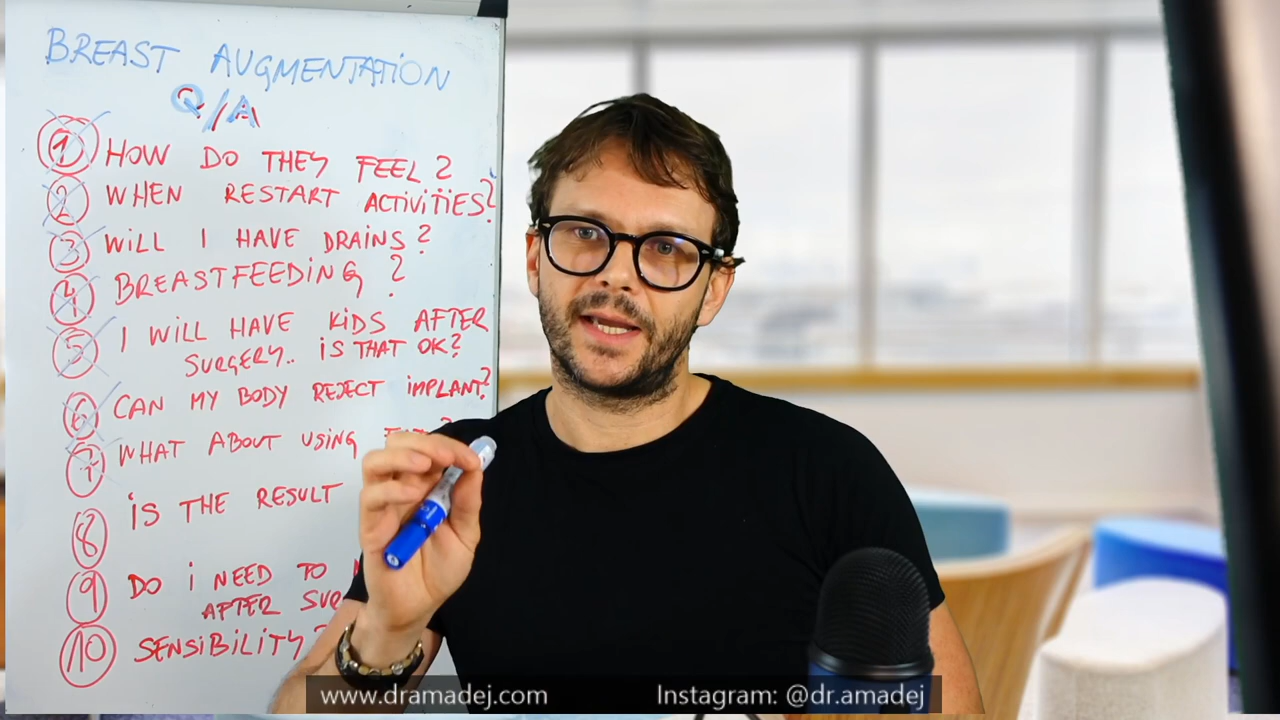 BREAST AUGMENTATION
Q/A
1 HOW DO THEY FEEL?
2 WHEN RESTART ACTIVITIES?
3 WILL I HAVE DRAINS?
4 BREASTFEEDING?
5 I WILL HAVE KIDS AFTER
SURGERY.. IS THAT OK?
6 CAN MY BODY REJECT IMPLANT?
7 WHAT ABOUT USING
8 IS THE RESULT
9 DO I NEED TO
AFTER
10 SENSIBILITY?
www.dramadej.com Instagram: @dr.amadej